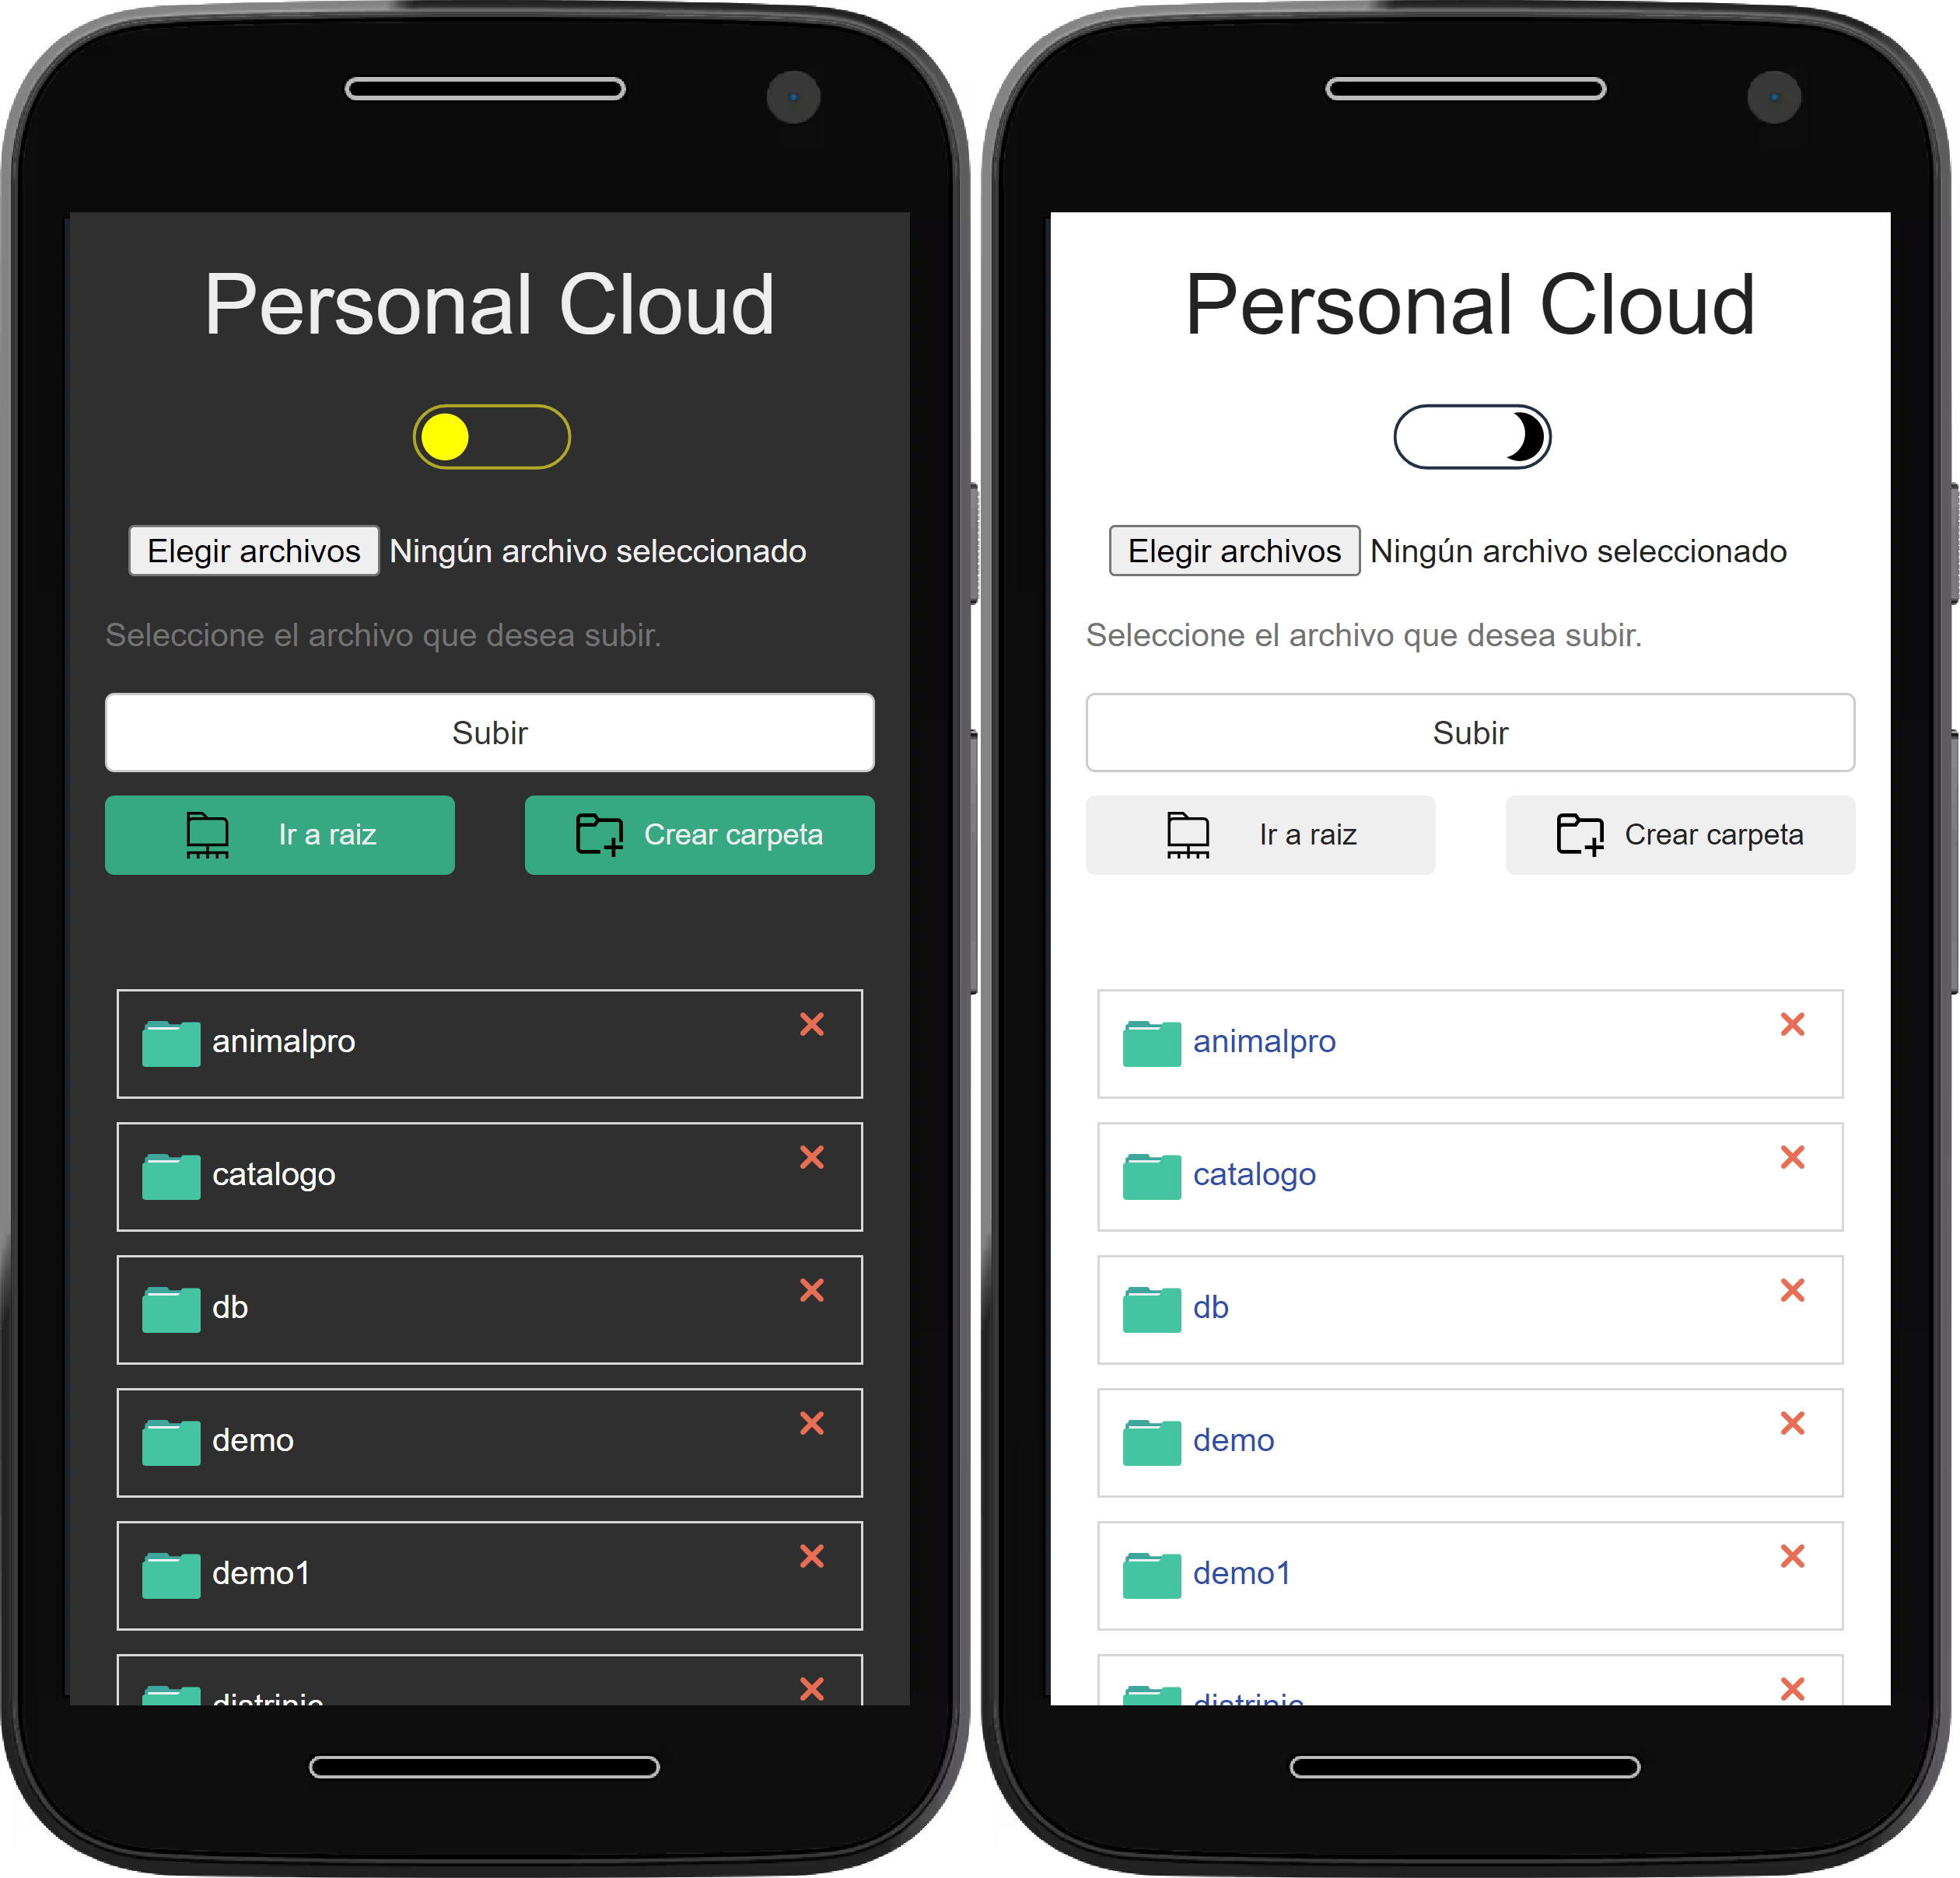 Personal Cloud
Elegir archivos Ningún archivo seleccionado
Seleccione el archivo que desea subir.
Subir
Ir a raiz Crear carpeta
animalpro
catalogo
db
demo
demo1
Personal Cloud
Elegir archivos Ningún archivo seleccionado
Seleccione el archivo que desea subir.
Subir
Ir a raiz Crear carpeta
animalpro
catalogo
db
demo
demo1